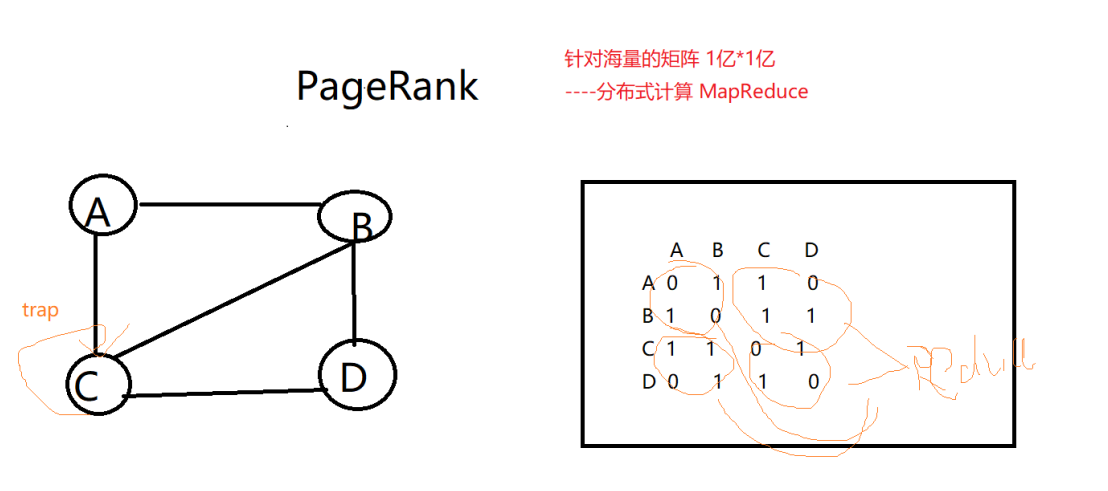 针对海量的矩阵 1亿*1亿
PageRank
----分布式计算 MapReduce
A
B
trap
C
D
A B C D
A 0 1 1 0
B 1 0 1 1
C 1 1 0 1
D 0 1 1 0